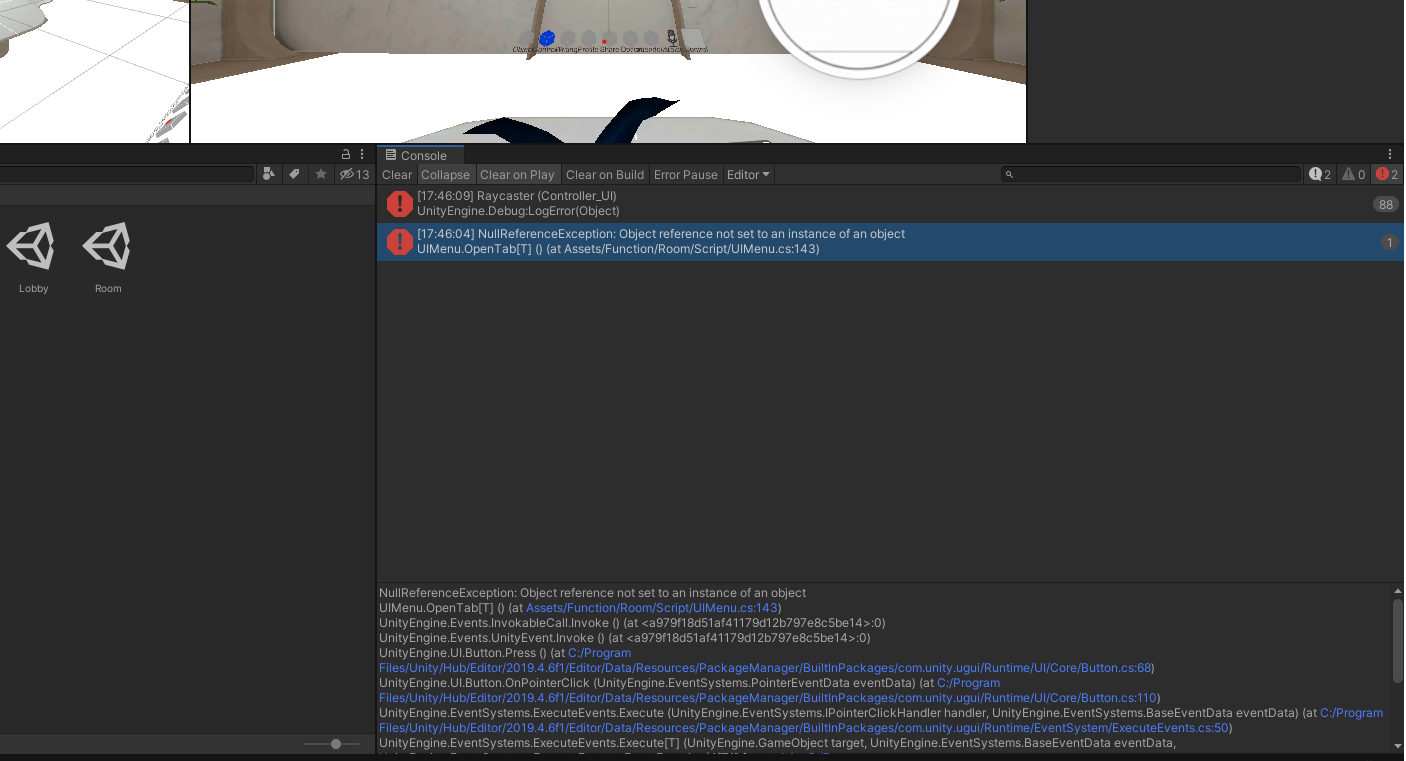 Console
13
Clear
Collapse
Clear on Play
Clear on Build
Error Pause
Editor
2
0
2
[17:46:09] Raycaster (Controller_UI)
UnityEngine.Debug:LogError(Object)
88
[17:46:04] NullReferenceException: Object reference not set to an instance of an object
UIMenu.OpenTab[T] () (at Assets/Function/Room/Script/UIMenu.cs:143)
1
Lobby
Room
NullReferenceException: Object reference not set to an instance of an object
UIMenu.OpenTab[T] () (at Assets/Function/Room/Script/UIMenu.cs:143)
UnityEngine.Events.InvokableCall.Invoke () (at <a979f18d51af41179d12b797e8c5be14>:0)
UnityEngine.Events.UnityEvent.Invoke () (at <a979f18d51af41179d12b797e8c5be14>:0)
UnityEngine.UI.Button.Press () (at C:/Program
Files/Unity/Hub/Editor/2019.4.6f1/Editor/Data/Resources/PackageManager/BuiltInPackages/com.unity.ugui/Runtime/UI/Core/Button.cs:68)
UnityEngine.UI.Button.OnPointerClick (UnityEngine.EventSystems.PointerEventData eventData) (at C:/Program
Files/Unity/Hub/Editor/2019.4.6f1/Editor/Data/Resources/PackageManager/BuiltInPackages/com.unity.ugui/Runtime/UI/Core/Button.cs:110)
UnityEngine.EventSystems.ExecuteEvents.Execute (UnityEngine.EventSystems.IPointerClickHandler handler, UnityEngine.EventSystems.BaseEventData eventData) (at C:/Program
Files/Unity/Hub/Editor/2019.4.6f1/Editor/Data/Resources/PackageManager/BuiltInPackages/com.unity.ugui/Runtime/EventSystem/ExecuteEvents.cs:50)
UnityEngine.EventSystems.ExecuteEvents.Execute[T] (UnityEngine.GameObject target, UnityEngine.EventSystems.BaseEventData eventData,